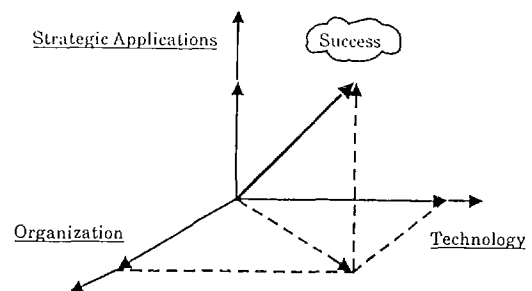 Strategic Applications
Success
Organization
Technology